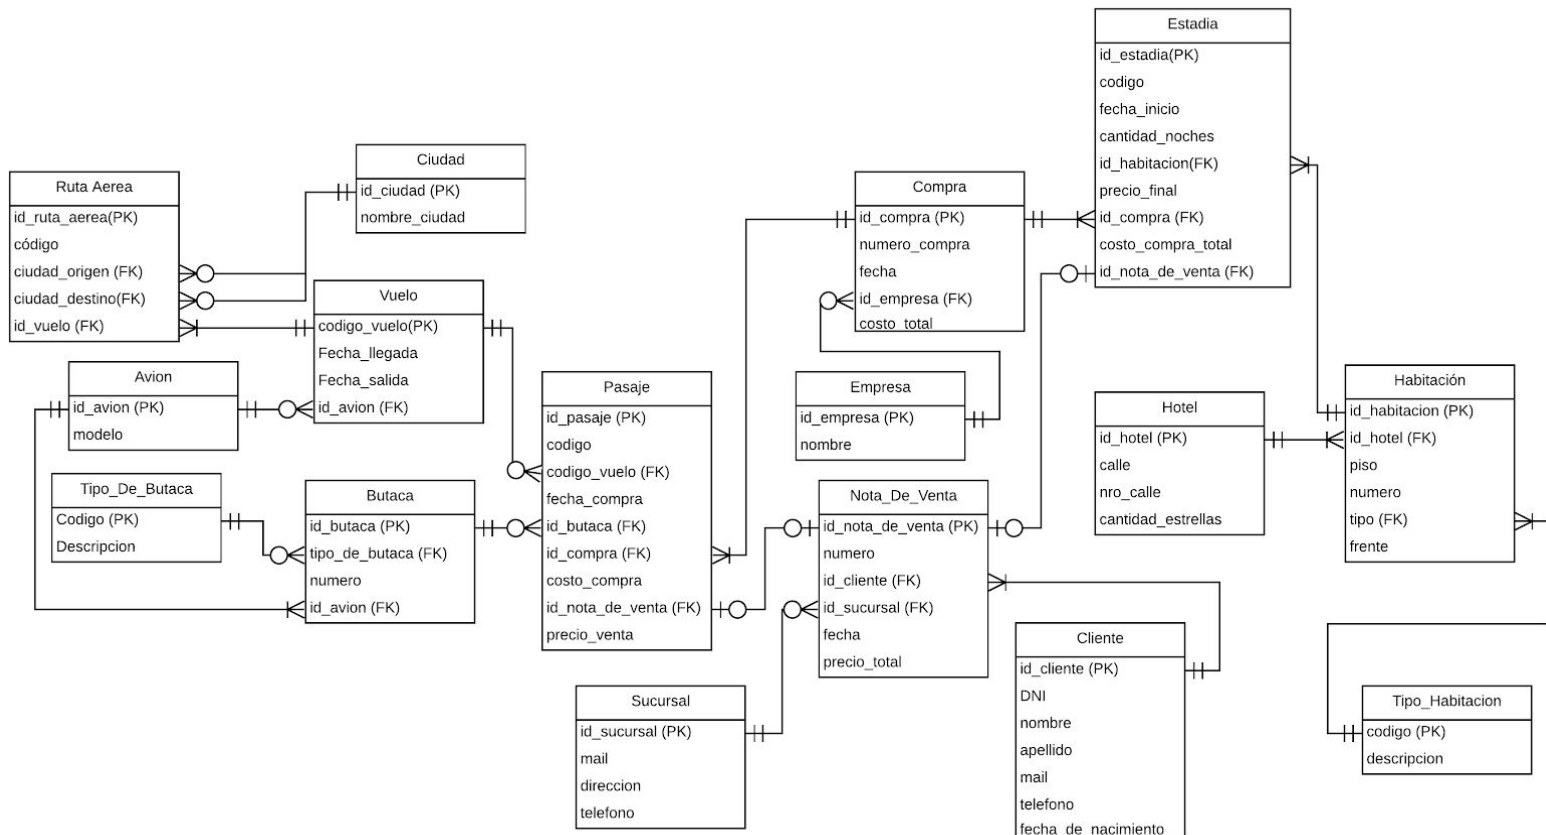 Estadia
id_estadia(PK)
codigo
fecha_inicio
cantidad_noches
id_habitacion(FK)
precio_final
id_compra (FK)
costo_compra_total
id_nota_de_venta (FK)
Ciudad
id_ciudad (PK)
nombre_ciudad
Ruta Aerea
id_ruta_aerea(PK)
código
ciudad_origen (FK)
ciudad_destino(FK)
id_vuelo (FK)
Compra
id_compra (PK)
numero_compra
fecha
id_empresa (FK)
costo_total
Vuelo
codigo_vuelo(PK)
Fecha_llegada
Fecha_salida
id_avion (FK)
Avion
id_avion (PK)
modelo
Pasaje
id_pasaje (PK)
codigo
codigo_vuelo (FK)
fecha_compra
id_butaca (FK)
id_compra (FK)
costo_compra
id_nota_de_venta (FK)
precio_venta
Empresa
id_empresa (PK)
nombre
Hotel
id_hotel (PK)
calle
nro_calle
cantidad_estrellas
Habitación
id_habitacion (PK)
id_hotel (FK)
piso
numero
tipo (FK)
frente
Tipo_De_Butaca
Codigo (PK)
Descripcion
Butaca
id_butaca (PK)
tipo_de_butaca (FK)
numero
id_avion (FK)
Nota_De_Venta
id_nota_de_venta (PK)
numero
id_cliente (FK)
id_sucursal (FK)
fecha
precio_total
Cliente
id_cliente (PK)
DNI
nombre
apellido
mail
telefono
fecha_de_nacimiento
Sucursal
id_sucursal (PK)
mail
direccion
telefono
Tipo_Habitacion
codigo (PK)
descripcion